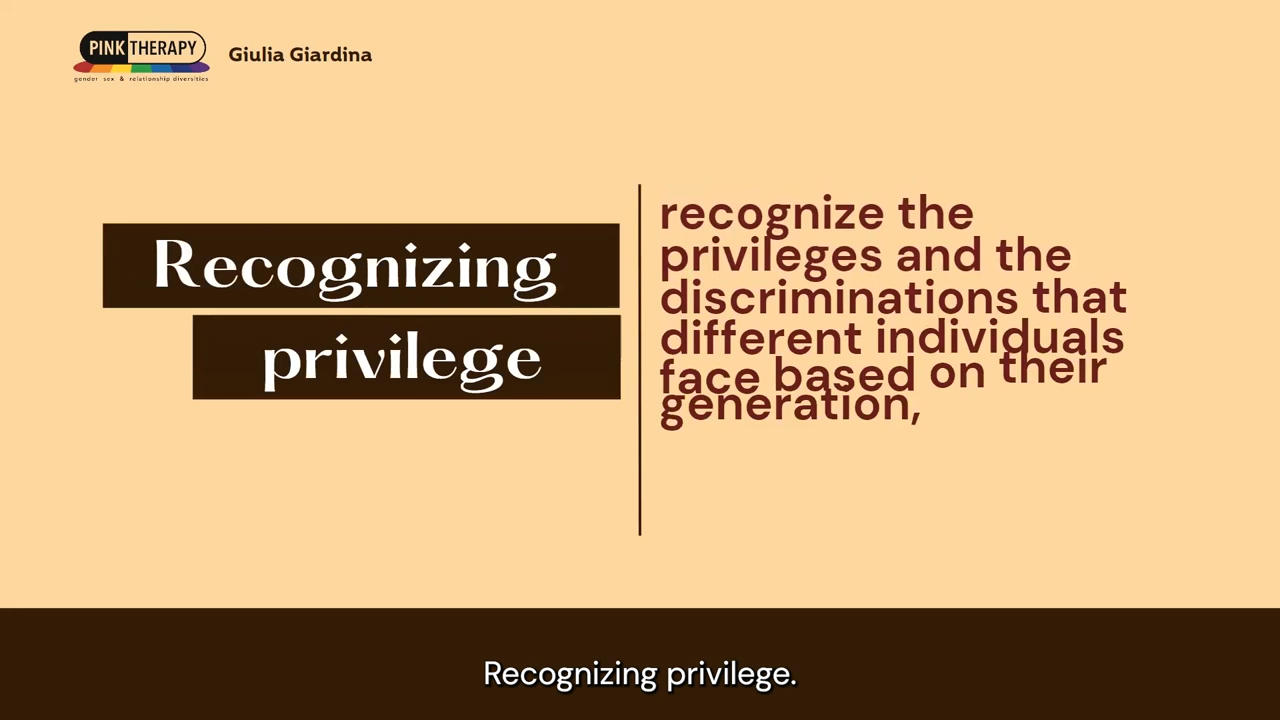 PINK THERAPY
gender sex & relationship diversities
Giulia Giardina
Recognizing
privilege
recognize the
privileges and the
discriminations that
different individuals
face based on their
generation,
Recognizing privilege.